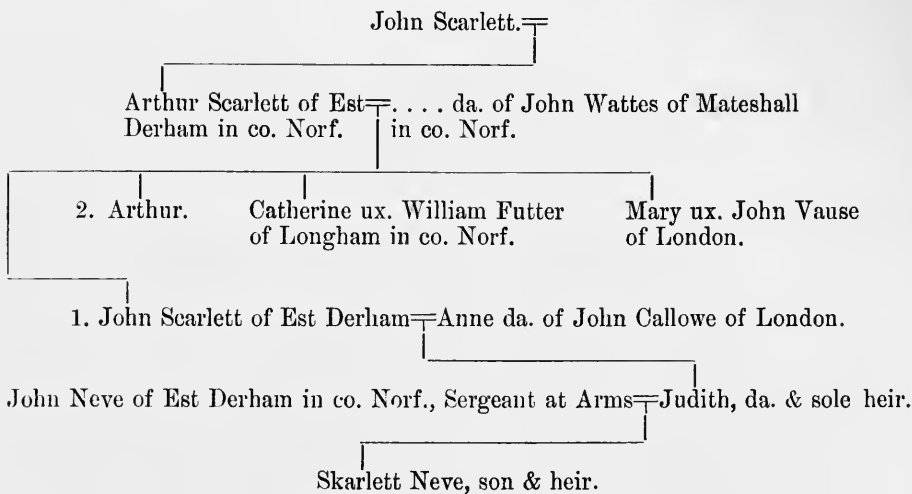 John Scarlett.
Arthur Scarlett of Est Derham in co. Norf.
. . . . da. of John Wattes of Mateshall in co. Norf.
2. Arthur.
Catherine ux. William Futter of Longham in co. Norf.
Mary ux. John Vause of London.
1. John Scarlett of Est Derham
Anne da. of John Callowe of London.
John Neve of Est Derham in co. Norf., Sergeant at Arms
Judith, da. & sole heir.
Skarlett Neve, son & heir.